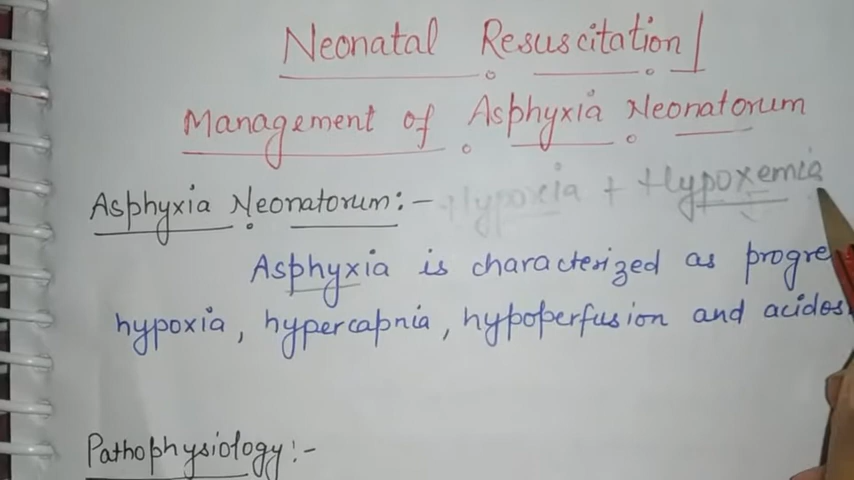 Neonatal Resuscitation |
Management of Asphyxia Neonatorum
Asphyxia Neonatorum:- Hypoxia + Hypoxemia
Asphyxia is characterized as progre
hypoxia, hypercapnia, hypoperfusion and acidos
Pathophysiology:-